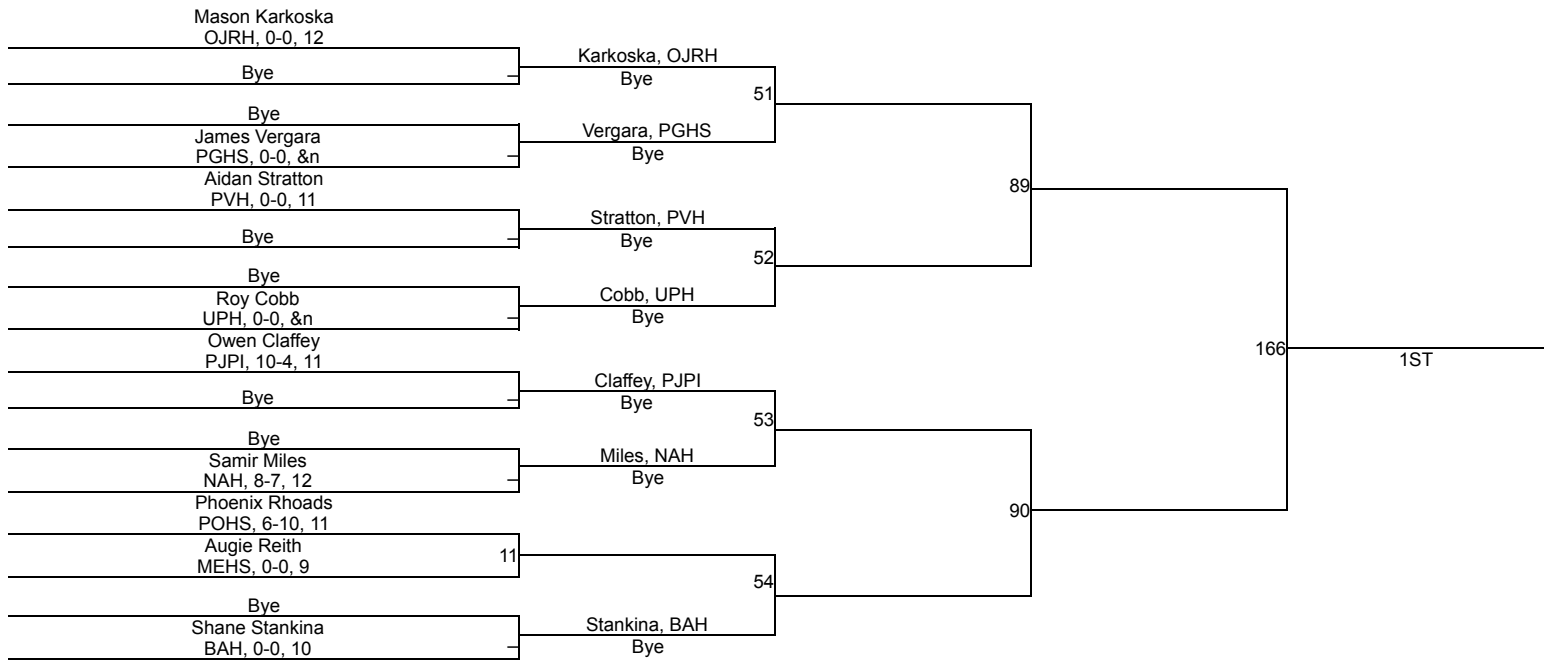 Mason Karkoska
OJRH, 0-0, 12
Bye
–
Karkoska, OJRH
Bye
51
Bye
James Vergara
PGHS, 0-0, &n
–
Vergara, PGHS
Bye
89
Aidan Stratton
PVH, 0-0, 11
Bye
–
Stratton, PVH
Bye
52
Bye
Roy Cobb
UPH, 0-0, &n
–
Cobb, UPH
Bye
166
1ST
Owen Claffey
PJPI, 10-4, 11
Bye
–
Claffey, PJPI
Bye
53
Bye
Samir Miles
NAH, 8-7, 12
–
Miles, NAH
Bye
90
Phoenix Rhoads
POHS, 6-10, 11
Augie Reith
MEHS, 0-0, 9
11
54
Bye
Shane Stankina
BAH, 0-0, 10
–
Stankina, BAH
Bye